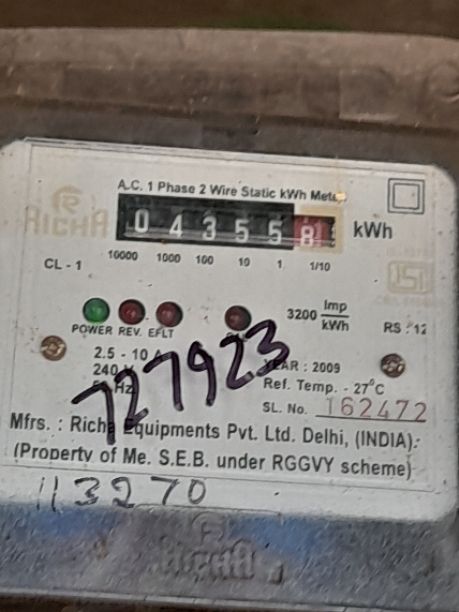 A.C. 1 Phase 2 Wire Static kWh Meter
RICHA
0 4 3 5 5 8 kWh
10000 1000 100 10 1 1/10
CL - 1
ISI
3200 Imp/kWh
POWER REV. EFLT
RS : 12
2.5 - 10 A
240 V
YEAR : 2009
Hz
Ref. Temp. - 27°C
727923
SL. No. 162472
Mfrs. : Richa Equipments Pvt. Ltd. Delhi, (INDIA).
(Property of Me. S.E.B. under RGGVY scheme)
113270
RICHA